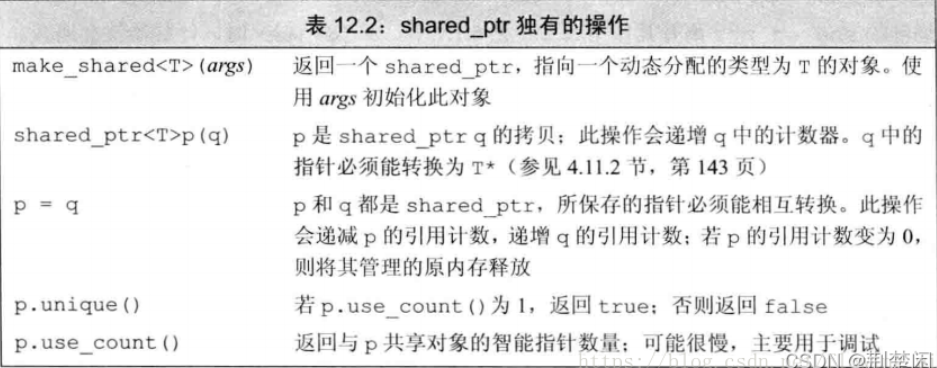 表 12.2：shared_ptr 独有的操作
make_shared<T>(args) 返回一个 shared_ptr，指向一个动态分配的类型为 T 的对象。使
用 args 初始化此对象
shared_ptr<T>p(q) p 是 shared_ptr q 的拷贝；此操作会递增 q 中的计数器。q 中的
指针必须能转换为 T*（参见 4.11.2 节，第 143 页）
p = q p 和 q 都是 shared_ptr，所保存的指针必须能相互转换。此操作
会递减 p 的引用计数，递增 q 的引用计数；若 p 的引用计数变为 0，
则将其管理的原内存释放
p.unique() 若 p.use_count() 为 1，返回 true；否则返回 false
p.use_count() 返回与 p 共享对象的智能指针数量；可能很慢，主要用于调试
https://blog.csdn.
CSDN @荆楚闲